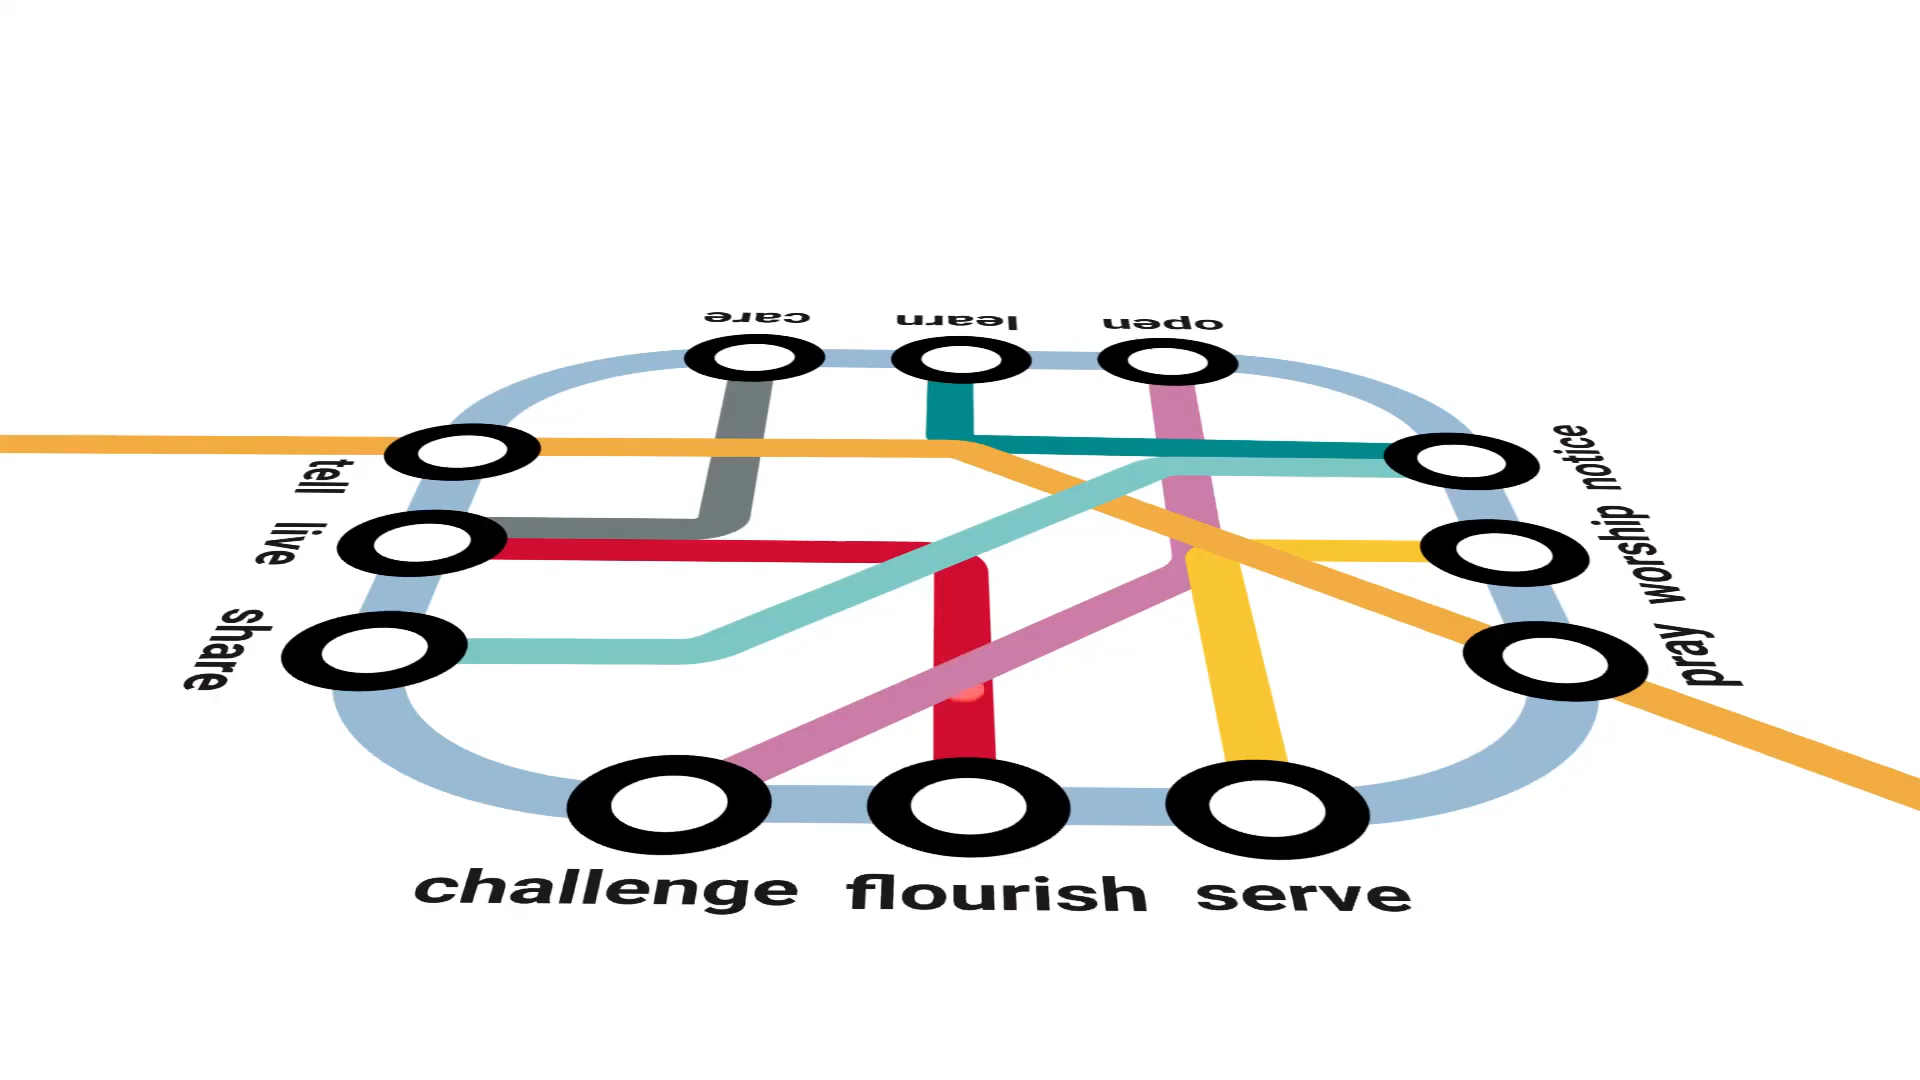 care
learn
open
tell
live
share
notice
worship
pray
challenge
flourish
serve